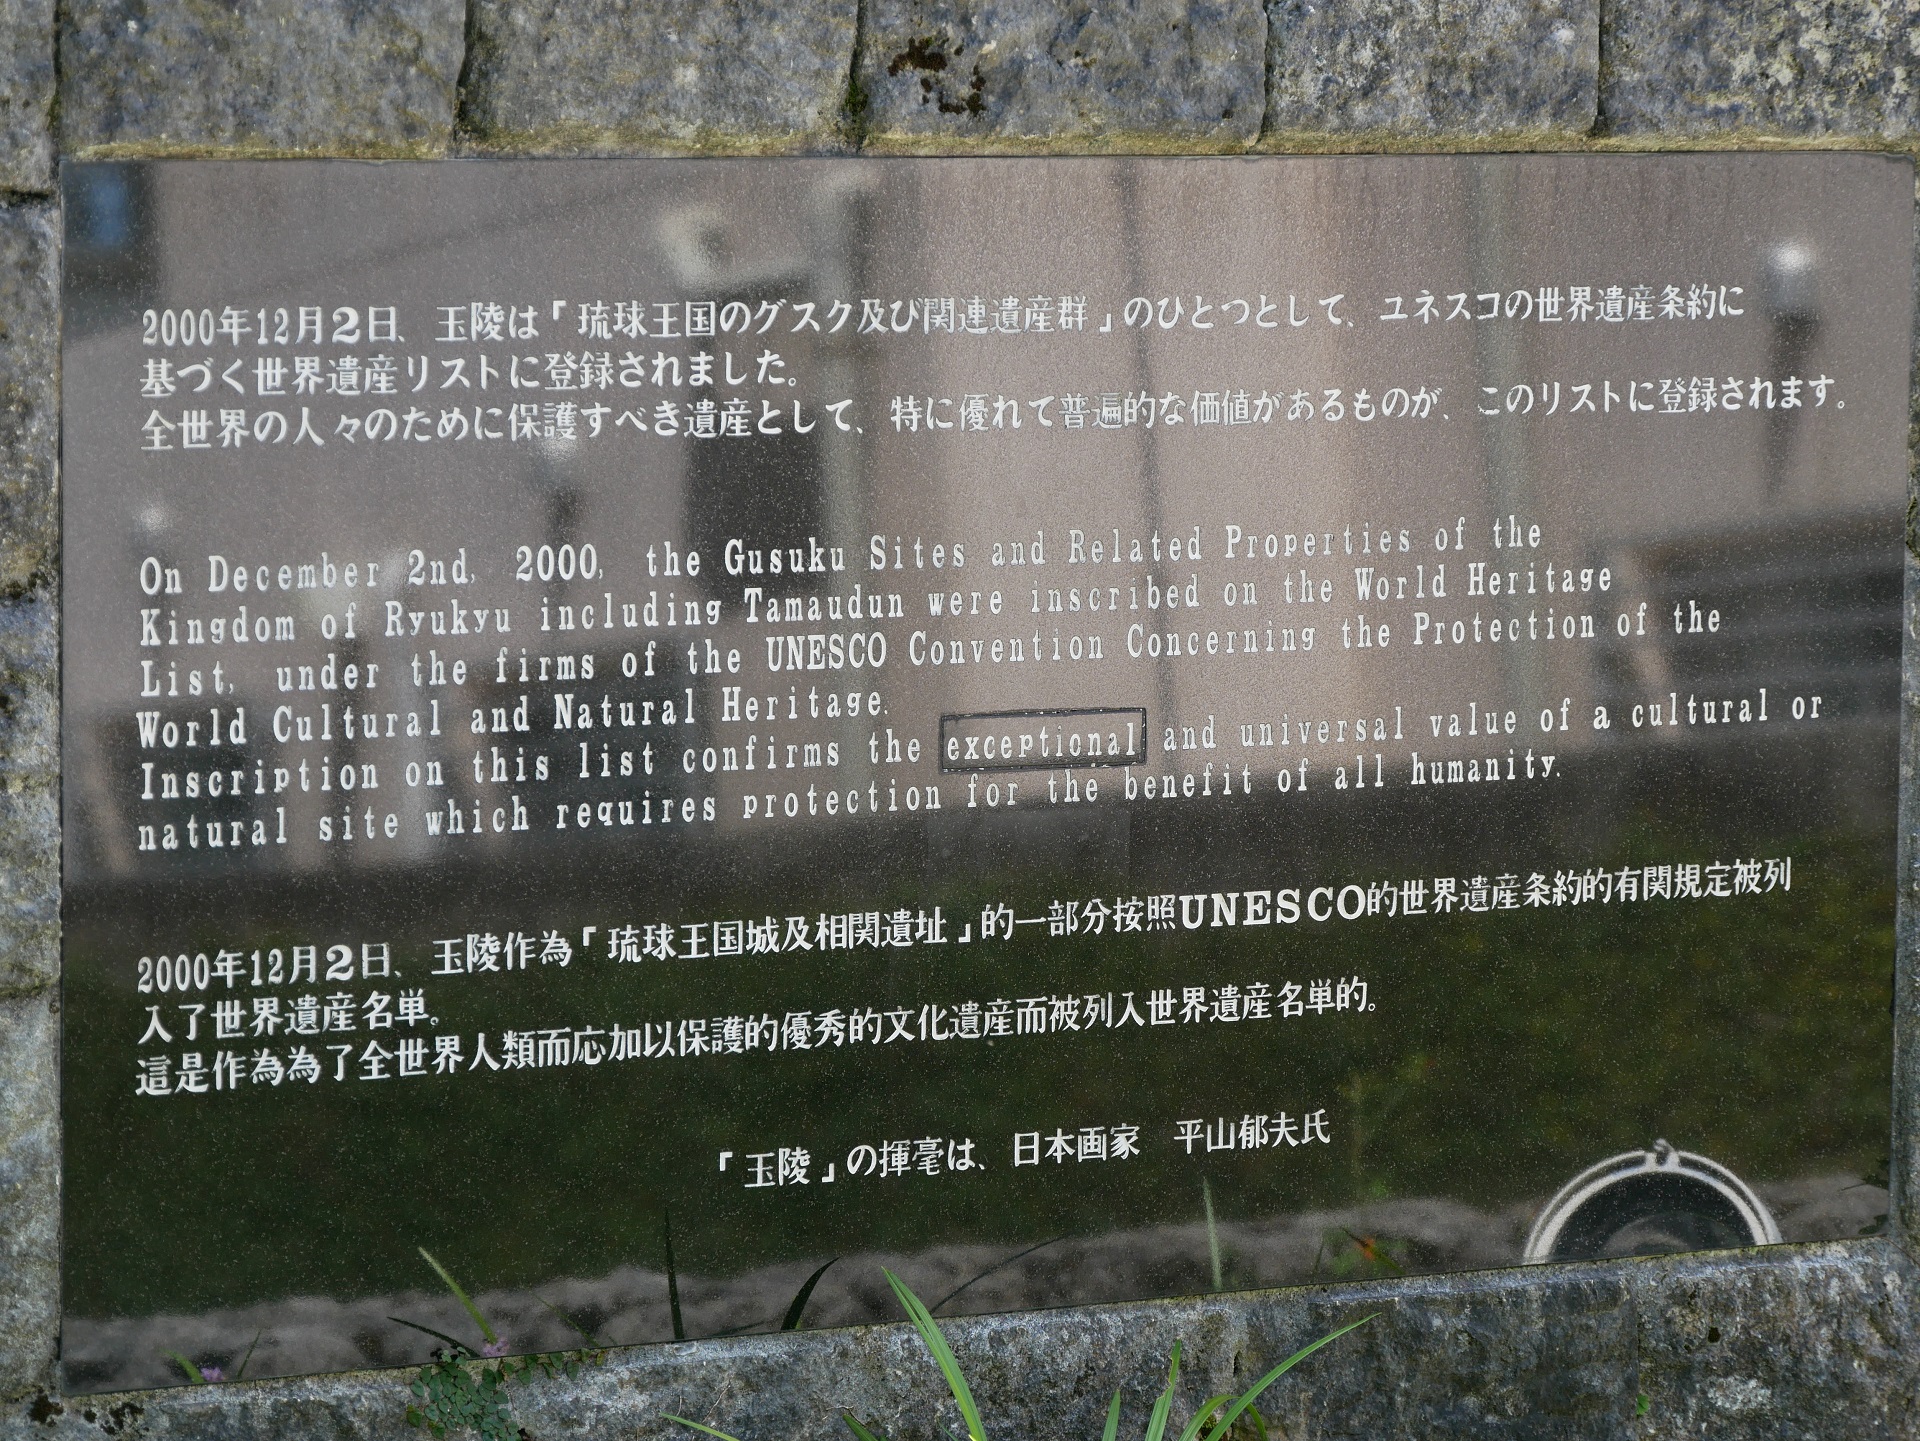 2000年12月2日、玉陵は「琉球王国のグスク及び関連遺産群」のひとつとして、ユネスコの世界遺産条約に
基づく世界遺産リストに登録されました。
全世界の人々のために保護すべき遺産として、特に優れて普遍的な価値があるものが、このリストに登録されます。
On December 2nd, 2000, the Gusuku Sites and Related Properties of the
Kingdom of Ryukyu including Tamaudun were inscribed on the World Heritage
List, under the firms of the UNESCO Convention Concerning the Protection of the
World Cultural and Natural Heritage.
Inscription on this list confirms the exceptional and universal value of a cultural or
natural site which requires protection for the benefit of all humanity.
2000年12月2日、玉陵作為「琉球王国城及相関遺址」的一部分按照UNESCO的世界遺産条約的有関規定被列
入了世界遺産名単。
這是作為為了全世界人類而応加以保護的優秀的文化遺産而被列入世界遺産名単的。
「玉陵」の揮毫は、日本画家　平山郁夫氏